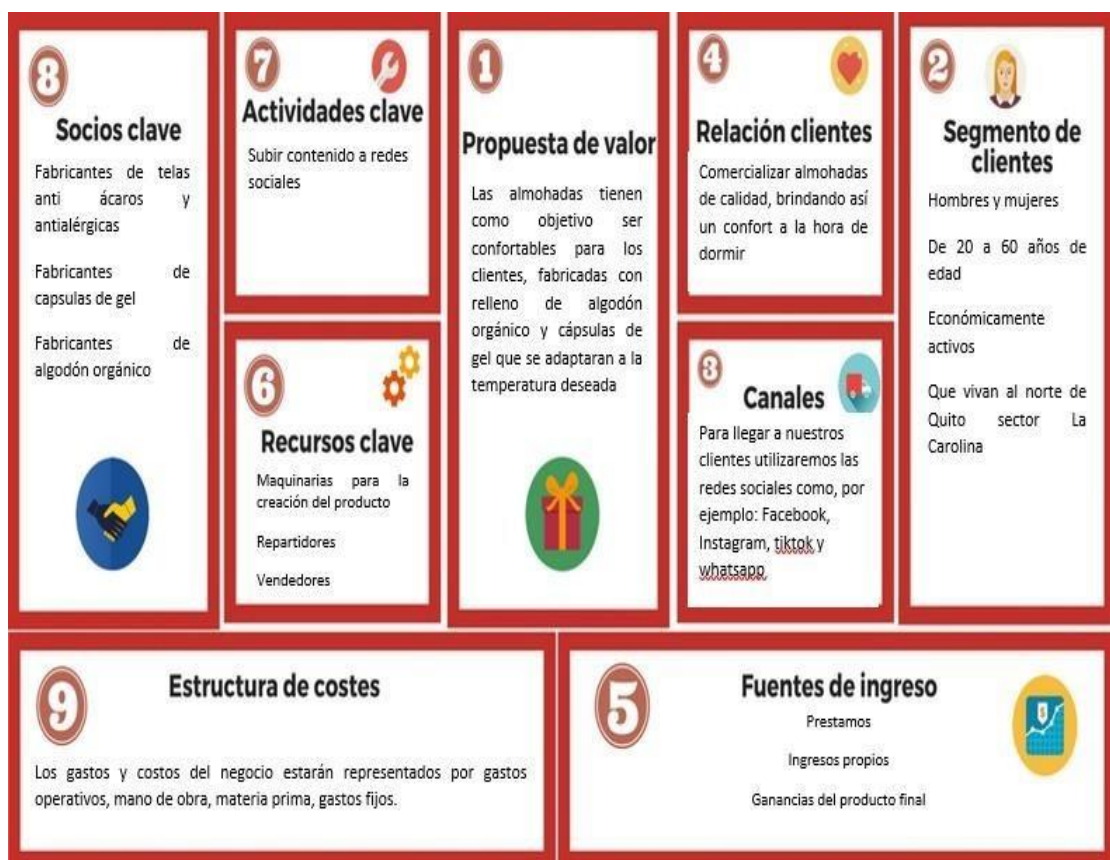 8
Socios clave
Fabricantes de telas
anti ácaros y
antialérgicas
Fabricantes de
capsulas de gel
Fabricantes de
algodón orgánico
7
Actividades clave
Subir contenido a redes
sociales
6
Recursos clave
Maquinarias para la
creación del producto
Repartidores
Vendedores
1
Propuesta de valor
Las almohadas tienen
como objetivo ser
confortables para los
clientes, fabricadas con
relleno de algodón
orgánico y cápsulas de
gel que se adaptaran a la
temperatura deseada
4
Relación clientes
Comercializar almohadas
de calidad, brindando así
un confort a la hora de
dormir
3
Canales
Para llegar a nuestros
clientes utilizaremos las
redes sociales como, por
ejemplo: Facebook,
Instagram, tiktok y
whatsapp
2
Segmento de
clientes
Hombres y mujeres
De 20 a 60 años de
edad
Económicamente
activos
Que vivan al norte de
Quito sector La
Carolina
9
Estructura de costes
Los gastos y costos del negocio estarán representados por gastos
operativos, mano de obra, materia prima, gastos fijos.
5
Fuentes de ingreso
Prestamos
Ingresos propios
Ganancias del producto final
$